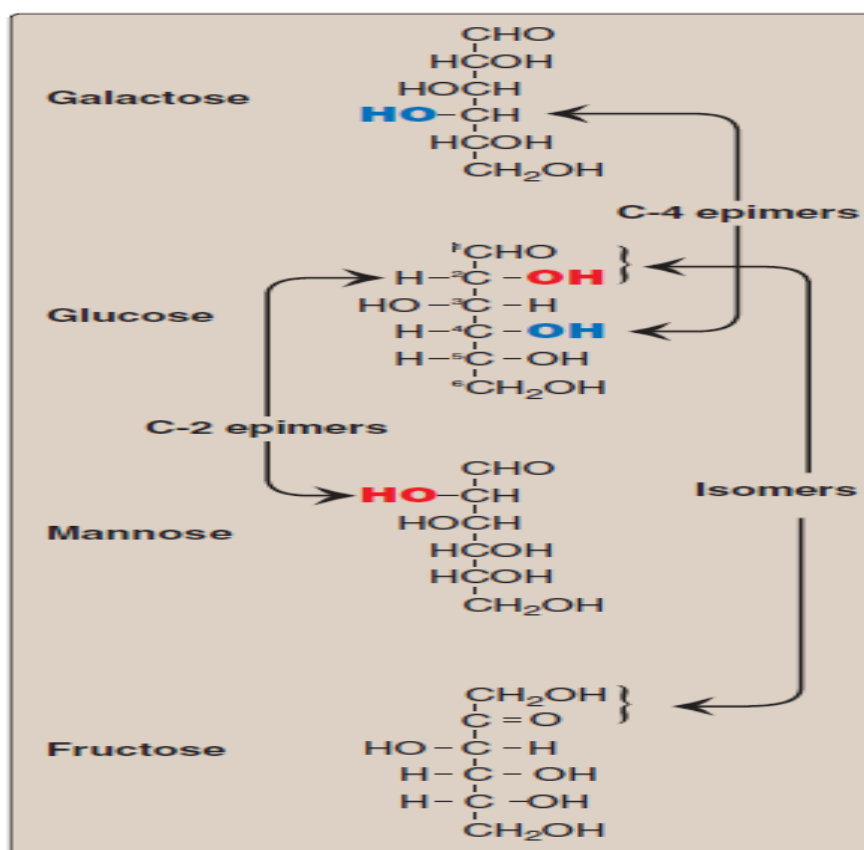 CHO
HCOH
HOCH
Galactose
HO–CH
HCOH
CH₂OH
C-4 epimers
¹CHO }
H–²C–OH
Glucose
HO–³C–H
H–⁴C–OH
H–⁵C–OH
⁶CH₂OH
C-2 epimers
CHO
HO–CH
Isomers
HOCH
Mannose
HCOH
HCOH
CH₂OH
CH₂OH }
C=O
Fructose
HO–C–H
H–C–OH
H–C–OH
CH₂OH